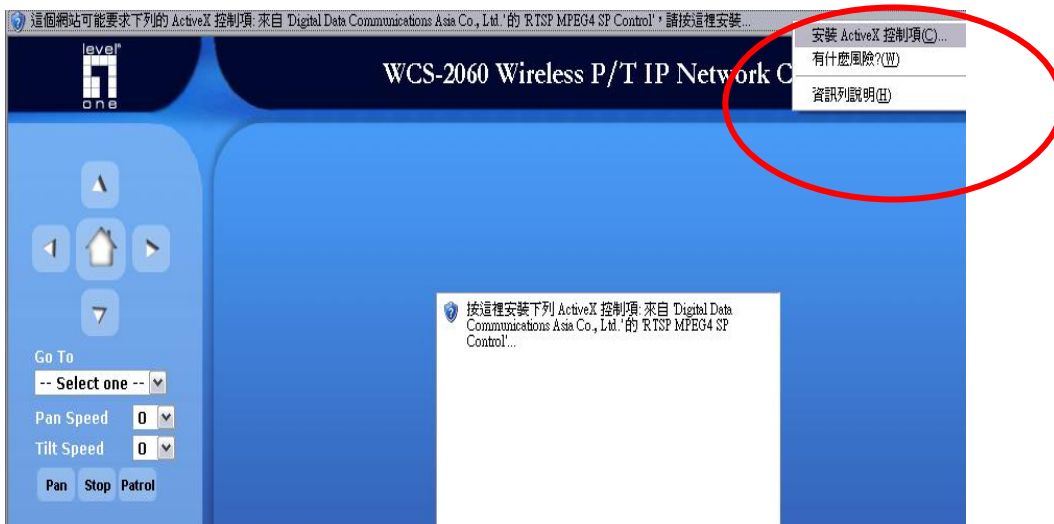 這個網站可能要求下列的 ActiveX 控制項: 來自 'Digital Data Communications Asia Co., Ltd.' 的 'RTSP MPEG4 SP Control'，請按這裡安裝...
安裝 ActiveX 控制項(C)...
有什麼風險?(W)
資訊列說明(H)
level
one
WCS-2060 Wireless P/T IP Network C
按這裡安裝下列 ActiveX 控制項: 來自 'Digital Data
Communications Asia Co., Ltd.' 的 'RTSP MPEG4 SP
Control'...
Go To
-- Select one --
Pan Speed 0
Tilt Speed 0
Pan Stop Patrol